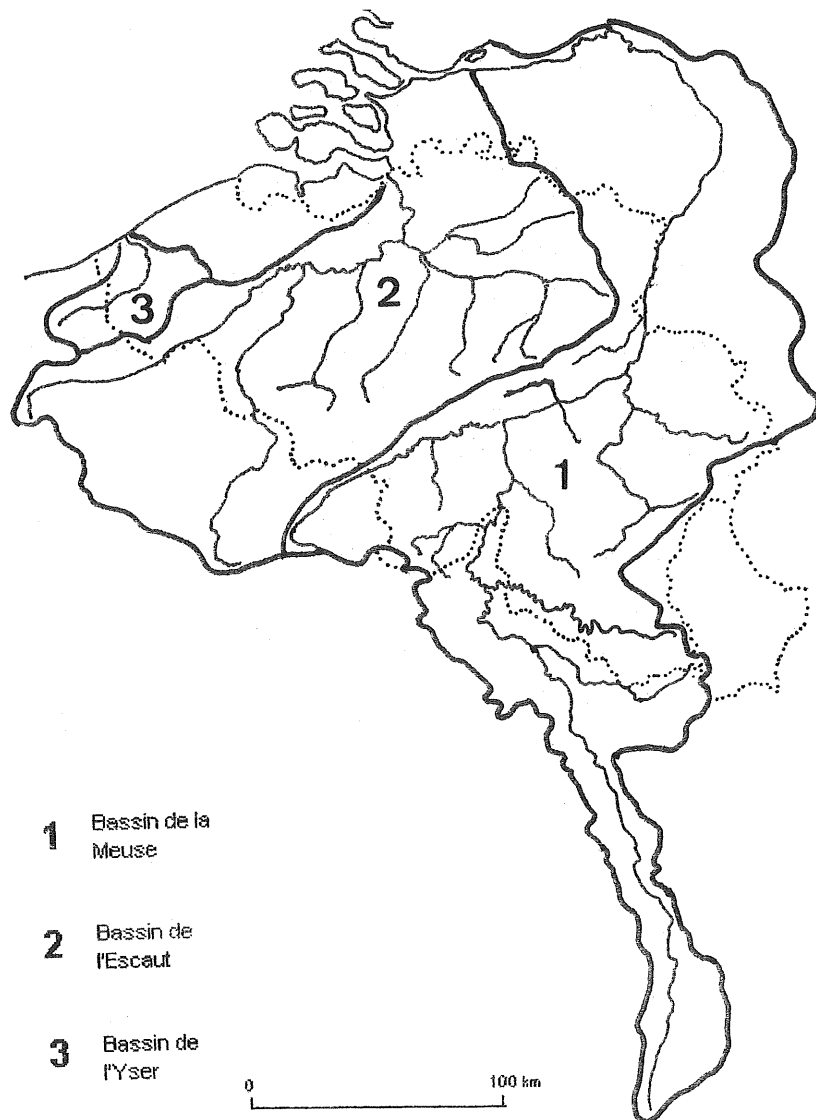 3
2
1
1 Bassin de la
Meuse
2 Bassin de
l'Escaut
3 Bassin de
l'Yser
0 100 km